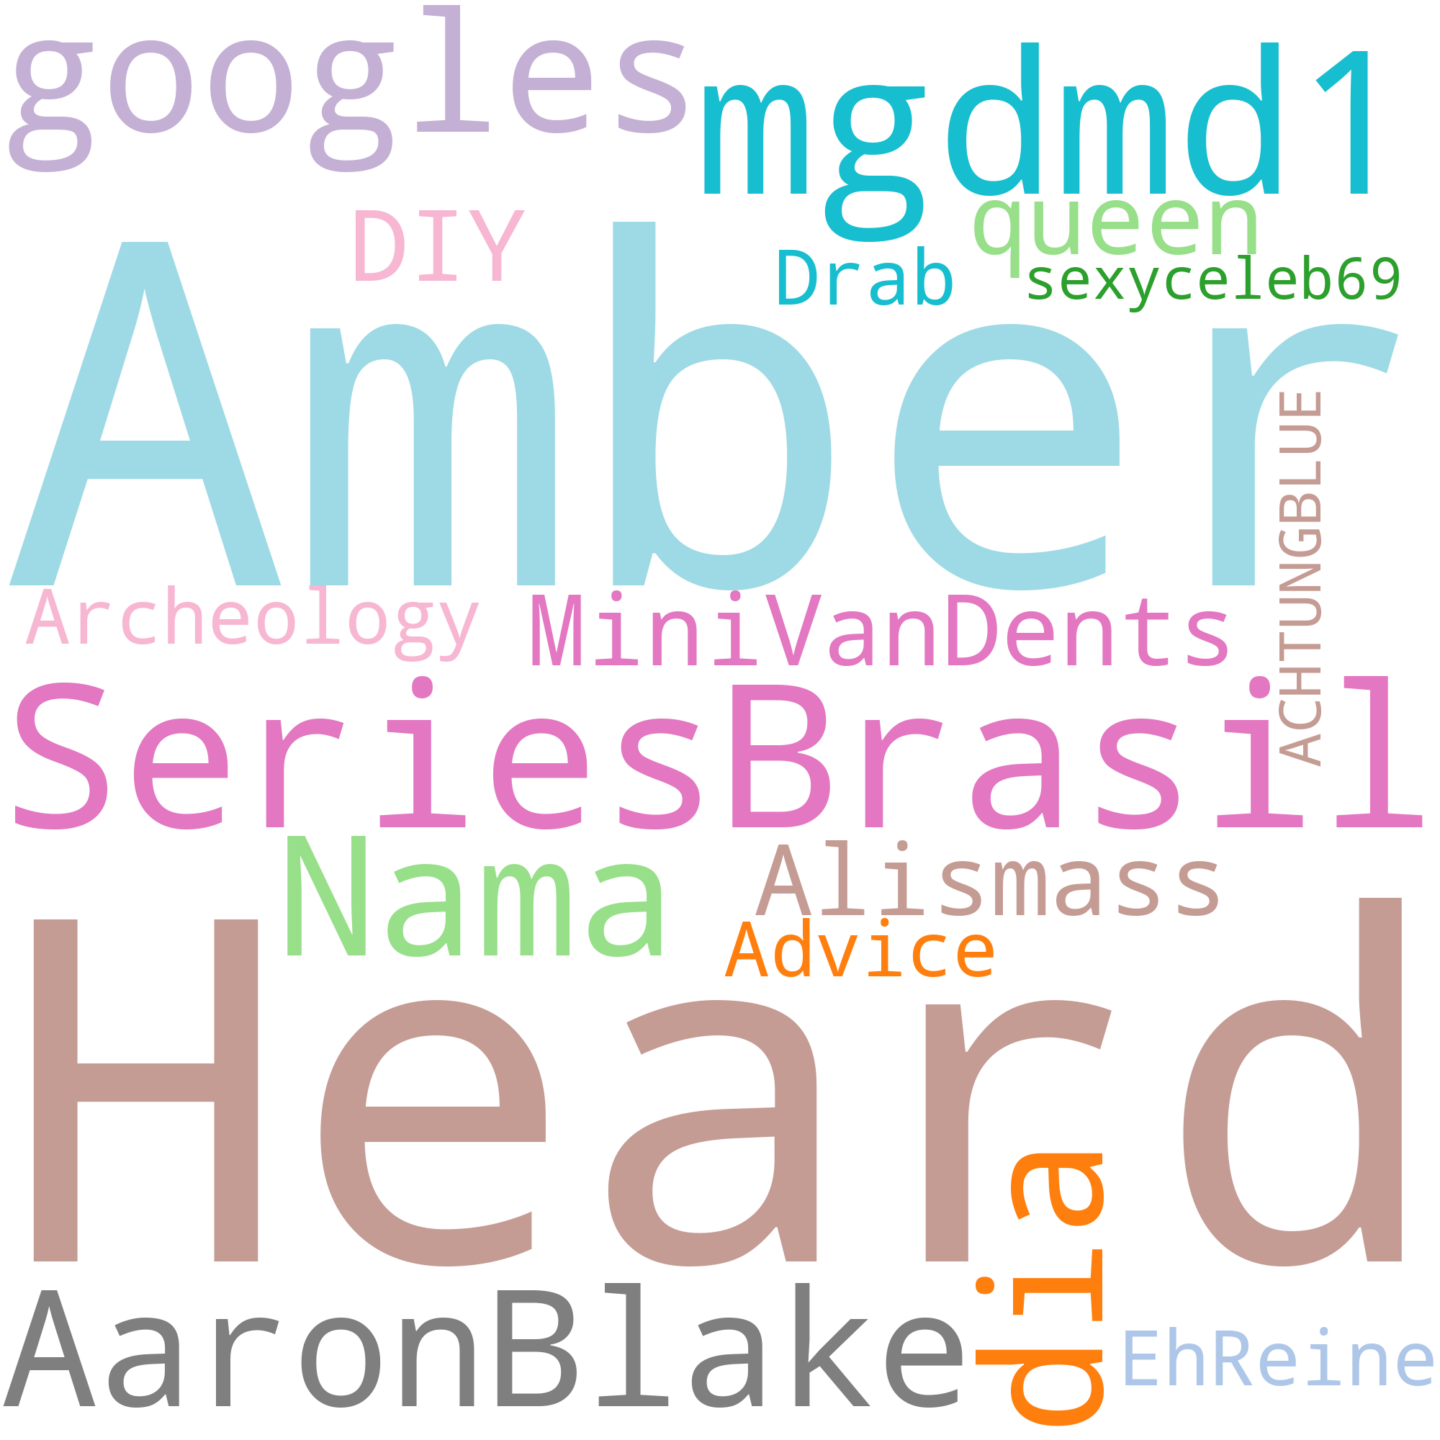 googles
mgdmd1
DIY
queen
Drab
sexyceleb69
Amber
ACHTUNGBLUE
Archeology
MiniVanDents
SeriesBrasil
Nama
Alismass
Advice
Heard
dia
AaronBlake
EhReine